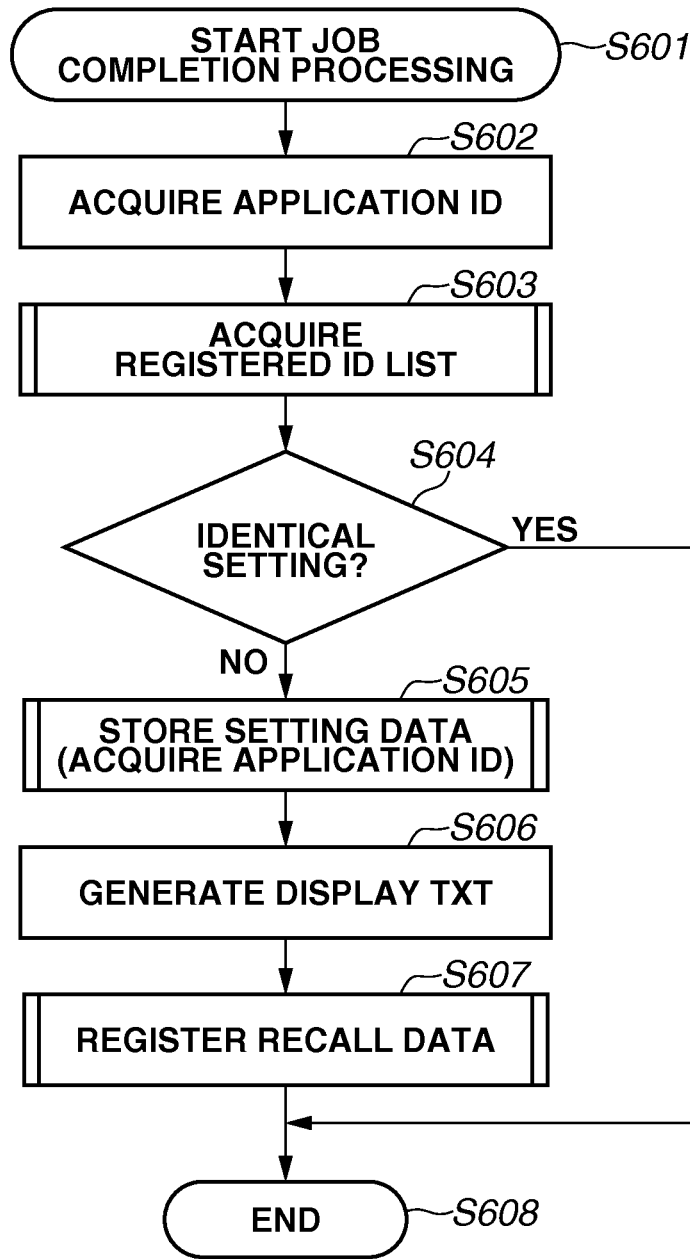 START JOB
COMPLETION PROCESSING
S601
S602
ACQUIRE APPLICATION ID
S603
ACQUIRE
REGISTERED ID LIST
S604
IDENTICAL
SETTING?
YES
NO
S605
STORE SETTING DATA
(ACQUIRE APPLICATION ID)
S606
GENERATE DISPLAY TXT
S607
REGISTER RECALL DATA
END
S608